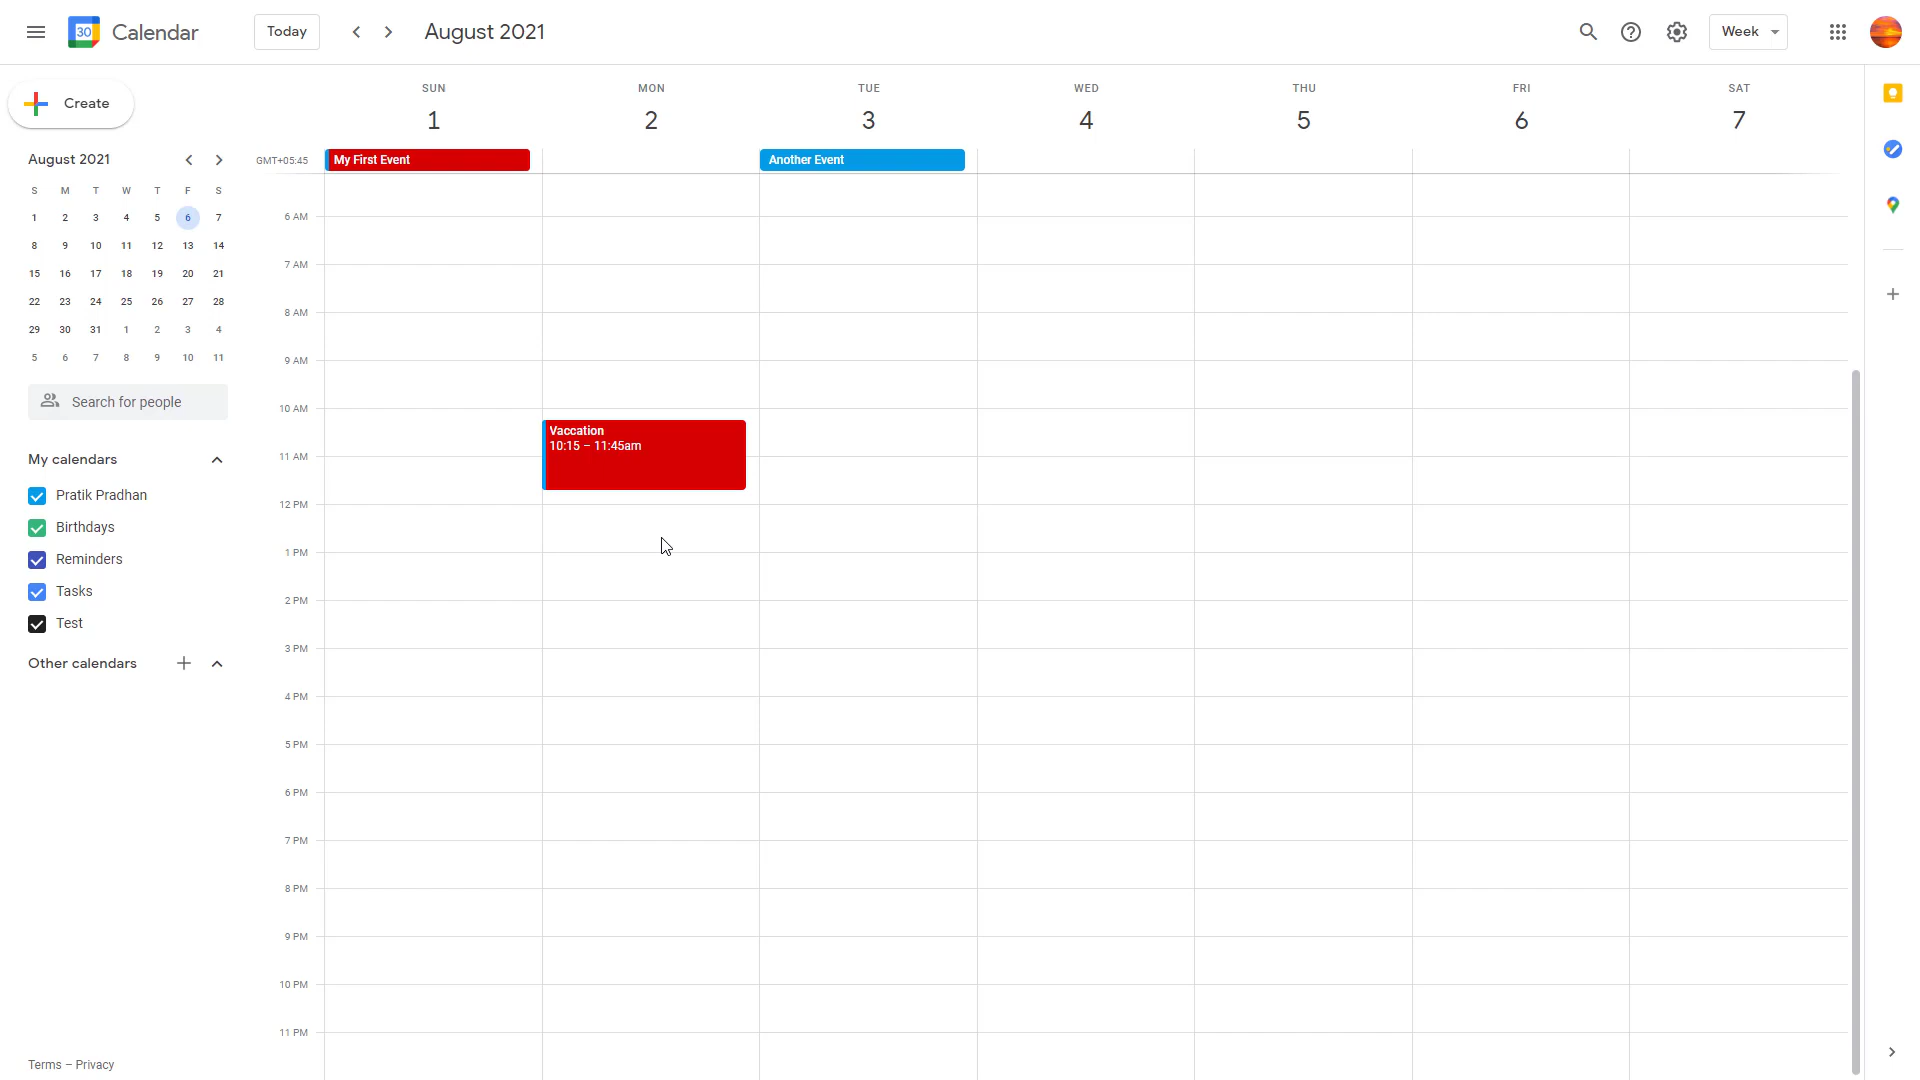 30 Calendar
Today
August 2021
Week
Create
August 2021
S M T W T F S
1 2 3 4 5 6 7
8 9 10 11 12 13 14
15 16 17 18 19 20 21
22 23 24 25 26 27 28
29 30 31 1 2 3 4
5 6 7 8 9 10 11
Search for people
My calendars
Pratik Pradhan
Birthdays
Reminders
Tasks
Test
Other calendars
Terms – Privacy
SUN MON TUE WED THU FRI SAT
1 2 3 4 5 6 7
GMT+05:45
My First Event
Another Event
6 AM
7 AM
8 AM
9 AM
10 AM
Vaccation
10:15 – 11:45am
11 AM
12 PM
1 PM
2 PM
3 PM
4 PM
5 PM
6 PM
7 PM
8 PM
9 PM
10 PM
11 PM